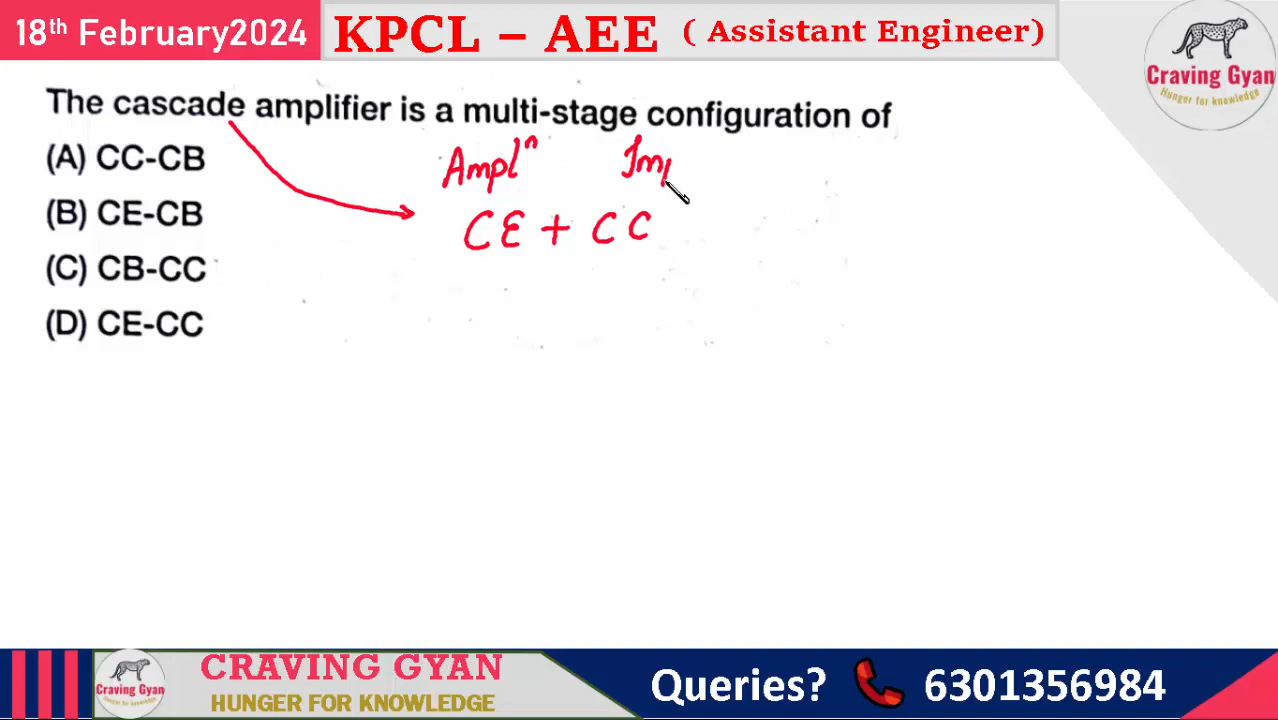 18th February2024
KPCL – AEE ( Assistant Engineer)
Craving Gyan
Hunger for knowledge
The cascade amplifier is a multi-stage configuration of
(A) CC-CB
(B) CE-CB
(C) CB-CC
(D) CE-CC
Amplⁿ Imp
CE + CC
Craving Gyan
CRAVING GYAN
HUNGER FOR KNOWLEDGE
Queries? 6301356984